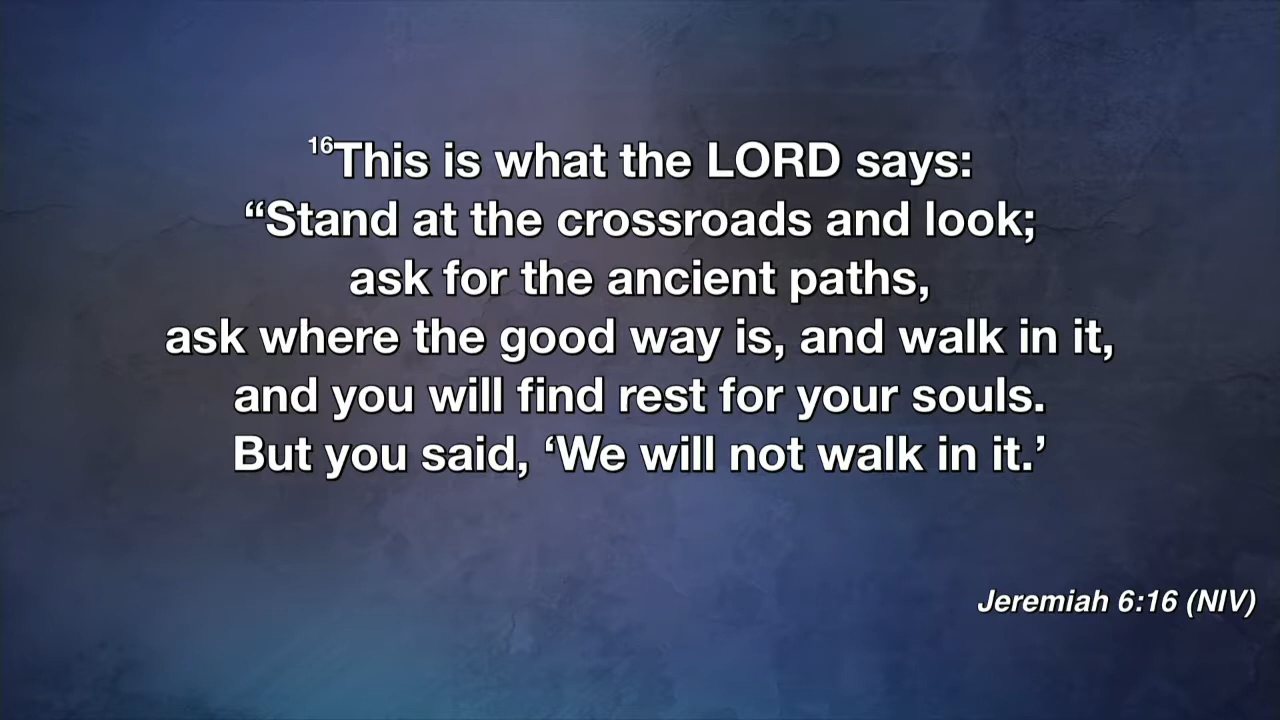 16This is what the LORD says:
“Stand at the crossroads and look;
ask for the ancient paths,
ask where the good way is, and walk in it,
and you will find rest for your souls.
But you said, ‘We will not walk in it.’
Jeremiah 6:16 (NIV)